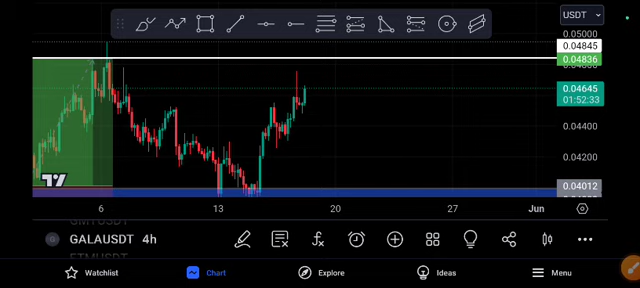 USDT
0.05000
0.04845
0.04836
0.04645
01:52:33
0.04400
0.04200
0.04012
6
13
20
27
Jun
GALAUSDT 4h
Watchlist
Chart
Explore
Ideas
Menu